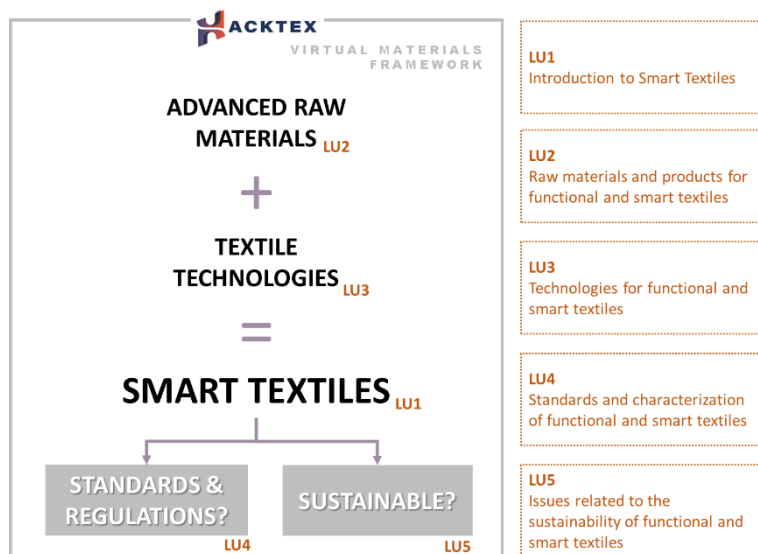 HACKTEX
VIRTUAL MATERIALS
FRAMEWORK
ADVANCED RAW
MATERIALS LU2
+
TEXTILE
TECHNOLOGIES LU3
=
SMART TEXTILES LU1
STANDARDS &
REGULATIONS?
LU4
SUSTAINABLE?
LU5
LU1
Introduction to Smart Textiles
LU2
Raw materials and products for
functional and smart textiles
LU3
Technologies for functional and
smart textiles
LU4
Standards and characterization
of functional and smart textiles
LU5
Issues related to the
sustainability of functional and
smart textiles